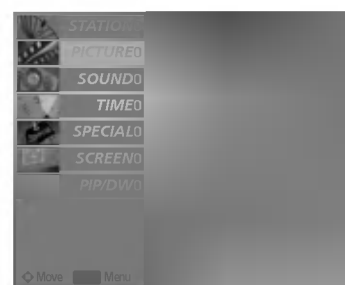 STATION
PICTURE0
SOUND0
TIME0
SPECIAL0
SCREEN0
PIP/DW0
Move Menu